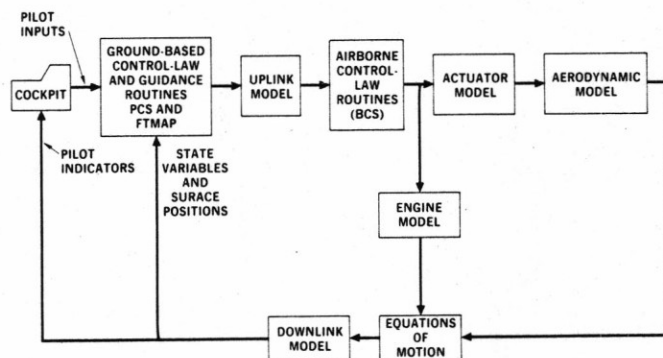 PILOT
INPUTS
COCKPIT
GROUND-BASED
CONTROL-LAW
AND GUIDANCE
ROUTINES
PCS AND
FTMAP
UPLINK
MODEL
AIRBORNE
CONTROL-
LAW
ROUTINES
(BCS)
ACTUATOR
MODEL
AERODYNAMIC
MODEL
PILOT
INDICATORS
STATE
VARIABLES
AND
SURACE
POSITIONS
ENGINE
MODEL
DOWNLINK
MODEL
EQUATIONS
OF
MOTION